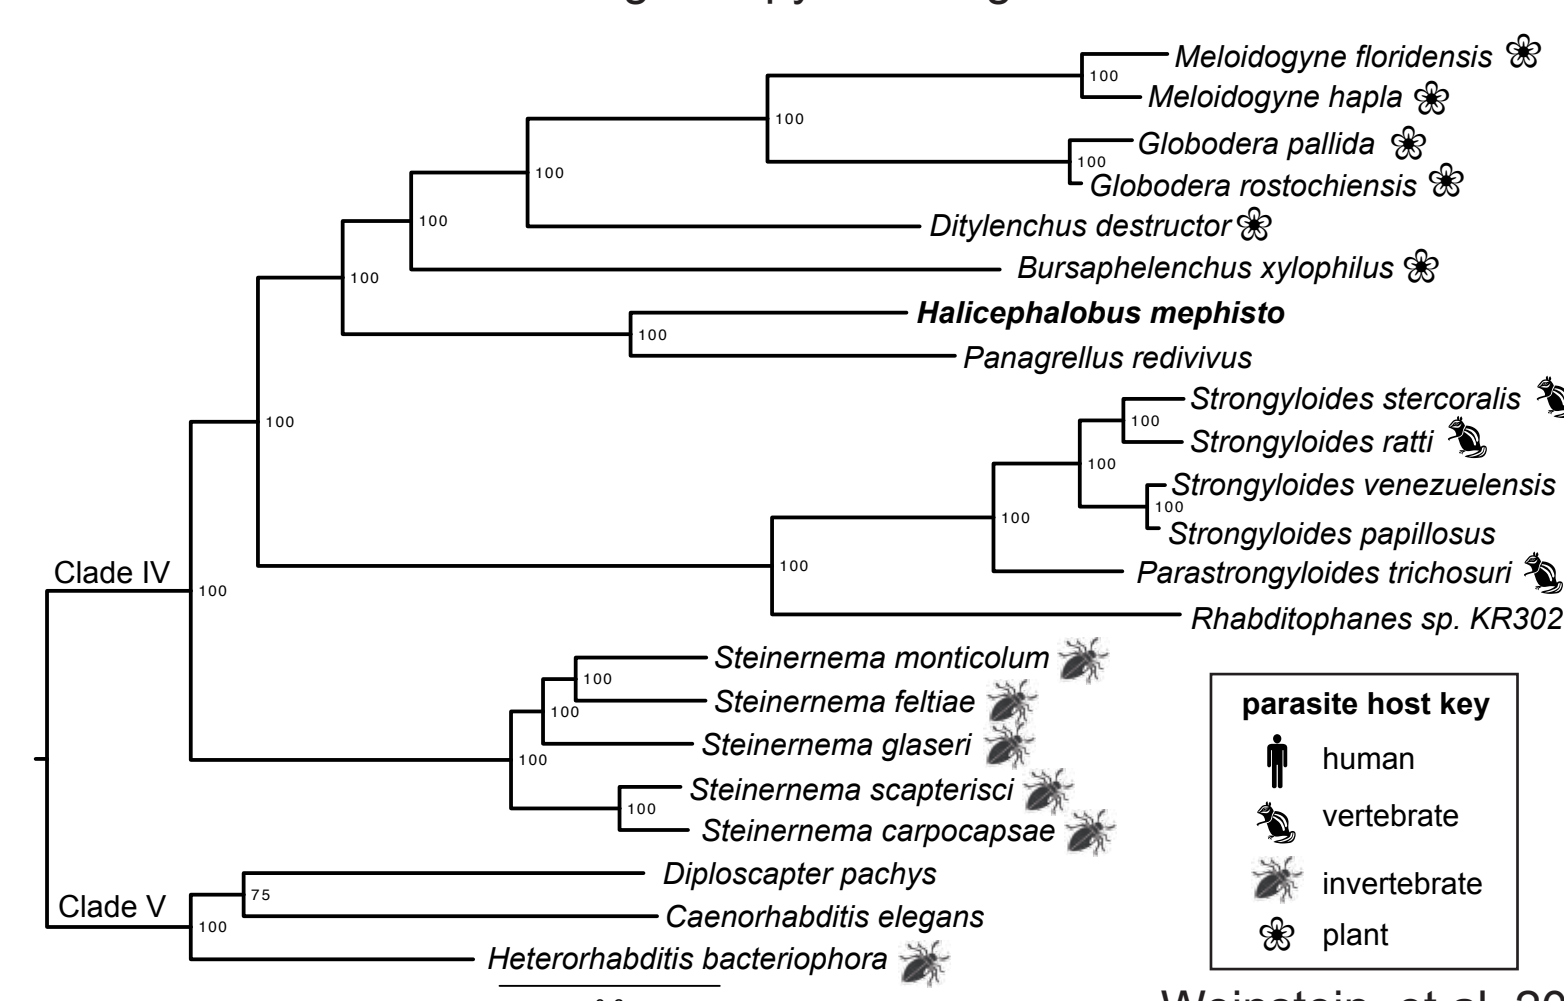 Meloidogyne floridensis
100
Meloidogyne hapla
100
Globodera pallida
100
Globodera rostochiensis
100
Ditylenchus destructor
100
Bursaphelenchus xylophilus
100
Halicephalobus mephisto
100
Panagrellus redivivus
Strongyloides stercoralis
100
100
Strongyloides ratti
100
Strongyloides venezuelensis
100
100
Strongyloides papillosus
100
Parastrongyloides trichosuri
Clade IV
100
Rhabditophanes sp. KR302
Steinernema monticolum
100
Steinernema feltiae
100
Steinernema glaseri
100
Steinernema scapterisci
100
Steinernema carpocapsae
Diploscapter pachys
75
Clade V
Caenorhabditis elegans
100
Heterorhabditis bacteriophora
parasite host key
human
vertebrate
invertebrate
plant